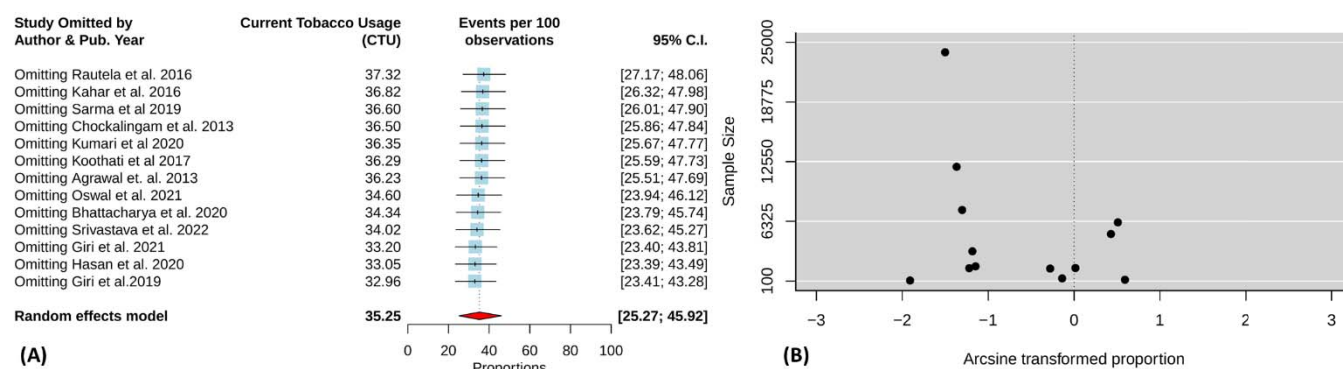 Study Omitted by Current Tobacco Usage Events per 100
Author & Pub. Year (CTU) observations 95% C.I.
Omitting Rautela et al. 2016 37.32 [27.17; 48.06]
Omitting Kahar et al. 2016 36.82 [26.32; 47.98]
Omitting Sarma et al 2019 36.60 [26.01; 47.90]
Omitting Chockalingam et al. 2013 36.50 [25.86; 47.84]
Omitting Kumari et al 2020 36.35 [25.67; 47.77]
Omitting Koothati et al 2017 36.29 [25.59; 47.73]
Omitting Agrawal et al. 2013 36.23 [25.51; 47.69]
Omitting Oswal et al. 2021 34.60 [23.94; 46.12]
Omitting Bhattacharya et al. 2020 34.34 [23.79; 45.74]
Omitting Srivastava et al. 2022 34.02 [23.62; 45.27]
Omitting Giri et al. 2021 33.20 [23.40; 43.81]
Omitting Hasan et al. 2020 33.05 [23.39; 43.49]
Omitting Giri et al.2019 32.96 [23.41; 43.28]
Random effects model 35.25 [25.27; 45.92]
0 20 40 60 80 100
Proportions
(A)
Sample Size
25000
18775
12550
6325
100
−3 −2 −1 0 1 2 3
Arcsine transformed proportion
(B)